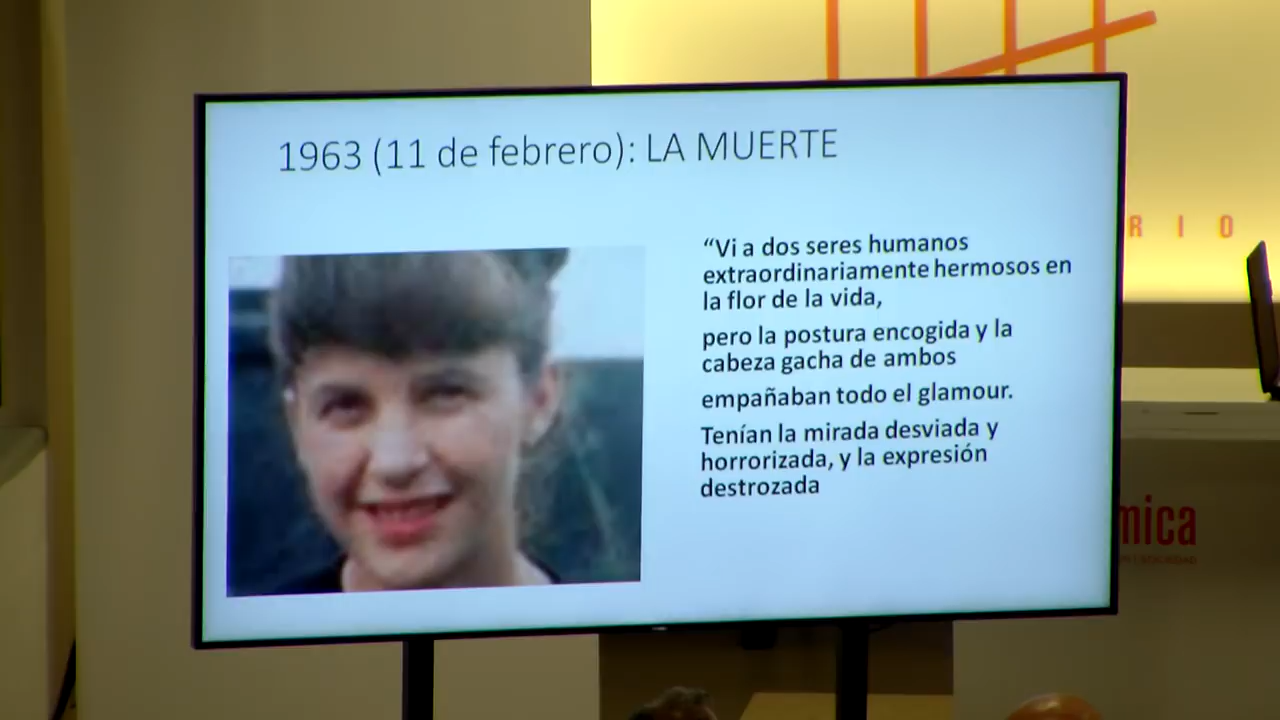 1963 (11 de febrero): LA MUERTE
“Vi a dos seres humanos
extraordinariamente hermosos en
la flor de la vida,
pero la postura encogida y la
cabeza gacha de ambos
empañaban todo el glamour.
Tenían la mirada desviada y
horrorizada, y la expresión
destrozada
RIO
mica